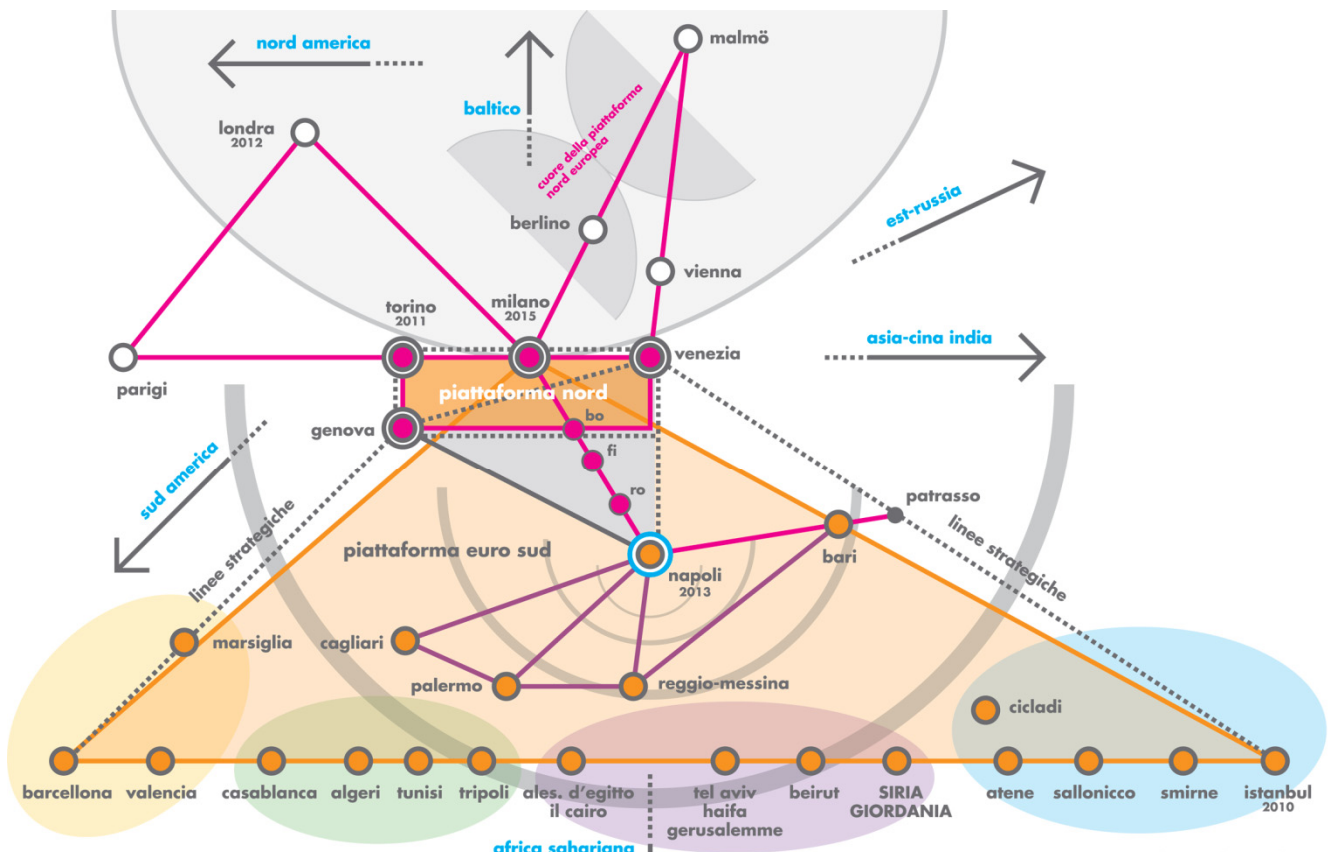 nord america
malmö
baltico
cuore della piattaforma
nord europea
londra
2012
berlino
est-russia
vienna
torino
2011
milano
2015
venezia
asia-cina india
parigi
piattaforma nord
genova
bo
fi
ro
sud america
linee strategiche
patrasso
linee strategiche
bari
piattaforma euro sud
napoli
2013
marsiglia
cagliari
palermo
reggio-messina
cicladi
barcellona
valencia
casablanca
algeri
tunisi
tripoli
ales. d'egitto
il cairo
tel aviv
haifa
gerusalemme
beirut
SIRIA
GIORDANIA
atene
sallonicco
smirne
istanbul
2010
africa sahariana